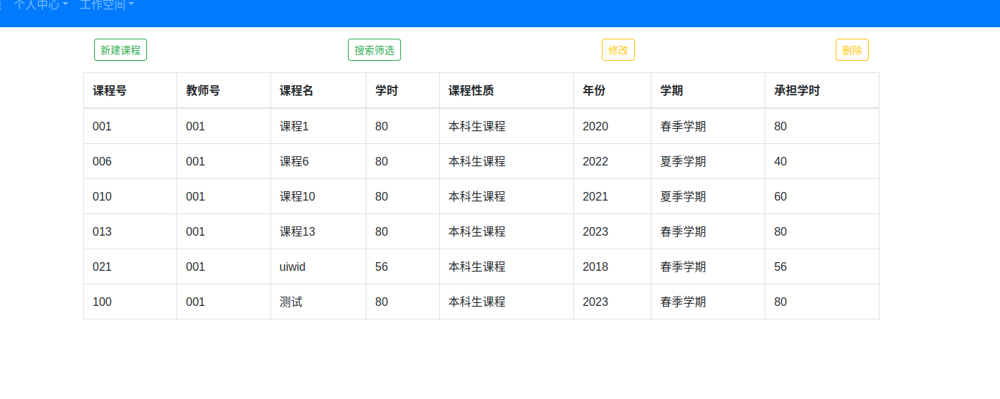 个人中心 工作空间
新建课程 搜索筛选 修改 删除
课程号 教师号 课程名 学时 课程性质 年份 学期 承担学时
001 001 课程1 80 本科生课程 2020 春季学期 80
006 001 课程6 80 本科生课程 2022 夏季学期 40
010 001 课程10 80 本科生课程 2021 夏季学期 60
013 001 课程13 80 本科生课程 2023 春季学期 80
021 001 uiwid 56 本科生课程 2018 春季学期 56
100 001 测试 80 本科生课程 2023 春季学期 80